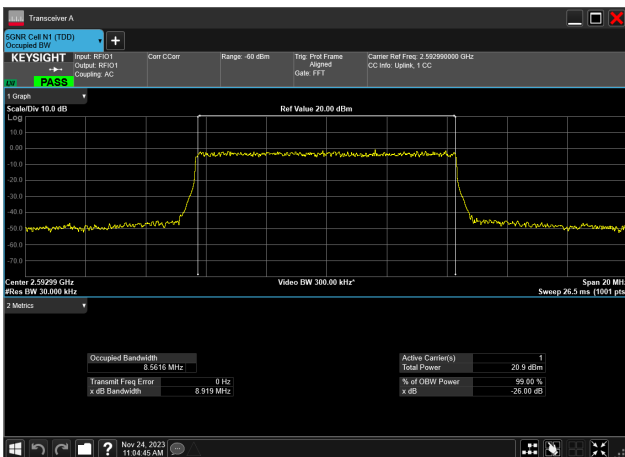 Transceiver A
5GNR Cell N1 (TDD)
Occupied BW
KEYSIGHT
Input: RFIO1
Output: RFIO1
Coupling: AC
Corr CCorr
Range: -60 dBm
Trig: Prot Frame
Aligned
Gate: FFT
Carrier Ref Freq: 2.592990000 GHz
CC Info: Uplink, 1 CC
PASS
1 Graph
Scale/Div 10.0 dB
Ref Value 20.00 dBm
Log
10.0
0.00
-10.0
-20.0
-30.0
-40.0
-50.0
-60.0
-70.0
Center 2.59299 GHz
Video BW 300.00 kHz*
Span 20 MH
#Res BW 30.000 kHz
Sweep 26.5 ms (1001 pts
2 Metrics
Occupied Bandwidth
8.5616 MHz
Transmit Freq Error 0 Hz
x dB Bandwidth 8.919 MHz
Active Carrier(s) 1
Total Power 20.9 dBm
% of OBW Power 99.00 %
x dB -26.00 dB
Nov 24, 2023
11:04:45 AM